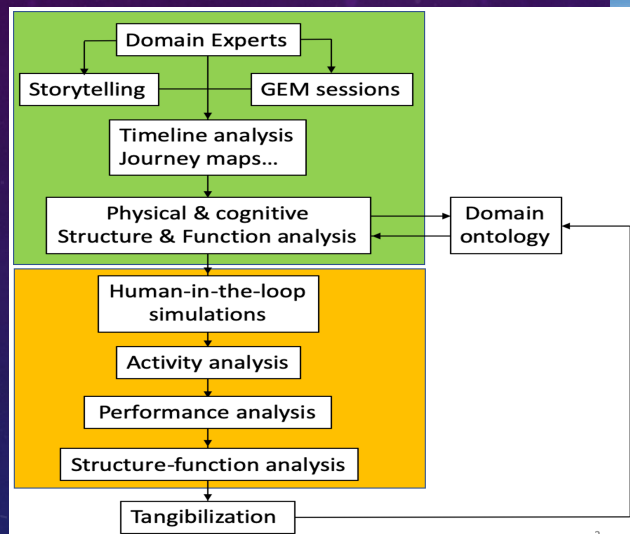 Domain Experts
Storytelling
GEM sessions
Timeline analysis
Journey maps...
Physical & cognitive
Structure & Function analysis
Domain
ontology
Human-in-the-loop
simulations
Activity analysis
Performance analysis
Structure-function analysis
Tangibilization